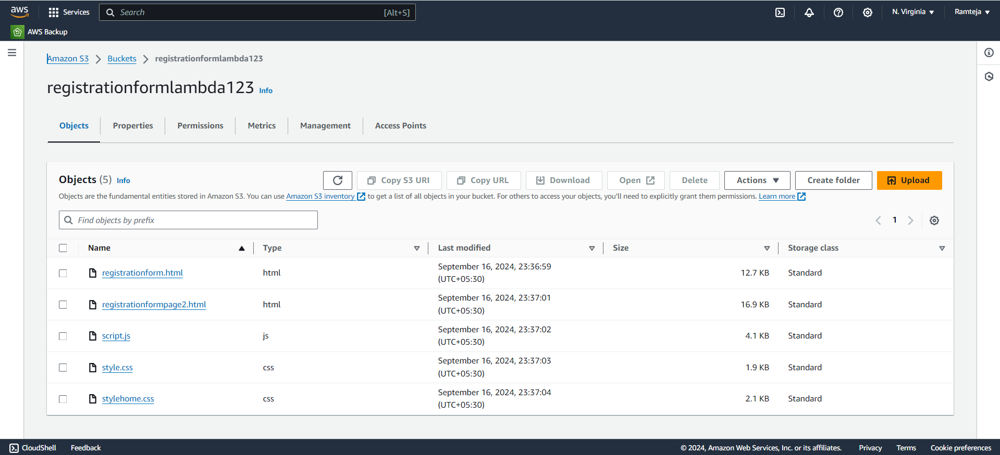 aws Services Search [Alt+S] N. Virginia Ramteja
AWS Backup
Amazon S3 Buckets registrationformlambda123
registrationformlambda123 Info
Objects Properties Permissions Metrics Management Access Points
Objects (5) Info Copy S3 URI Copy URL Download Open Delete Actions Create folder Upload
Objects are the fundamental entities stored in Amazon S3. You can use Amazon S3 inventory to get a list of all objects in your bucket. For others to access your objects, you'll need to explicitly grant them permissions. Learn more
Find objects by prefix 1
Name Type Last modified Size Storage class
registrationform.html html September 16, 2024, 23:36:59 (UTC+05:30) 12.7 KB Standard
registrationformpage2.html html September 16, 2024, 23:37:01 (UTC+05:30) 16.9 KB Standard
script.js js September 16, 2024, 23:37:02 (UTC+05:30) 4.1 KB Standard
style.css css September 16, 2024, 23:37:03 (UTC+05:30) 1.9 KB Standard
stylehome.css css September 16, 2024, 23:37:04 (UTC+05:30) 2.1 KB Standard
CloudShell Feedback © 2024, Amazon Web Services, Inc. or its affiliates. Privacy Terms Cookie preferences